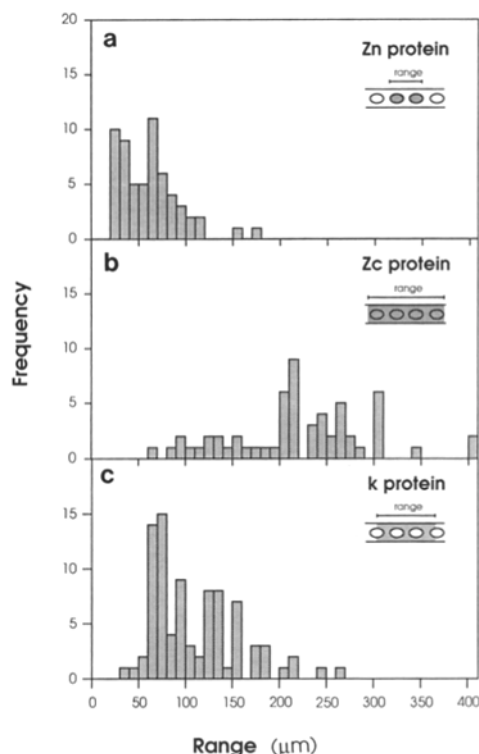 20
a
Zn protein
range
15
10
5
0
b
Zc protein
range
15
10
5
0
Frequency
c
k protein
range
15
10
5
0
0 50 100 150 200 250 300 350 400
Range (µm)